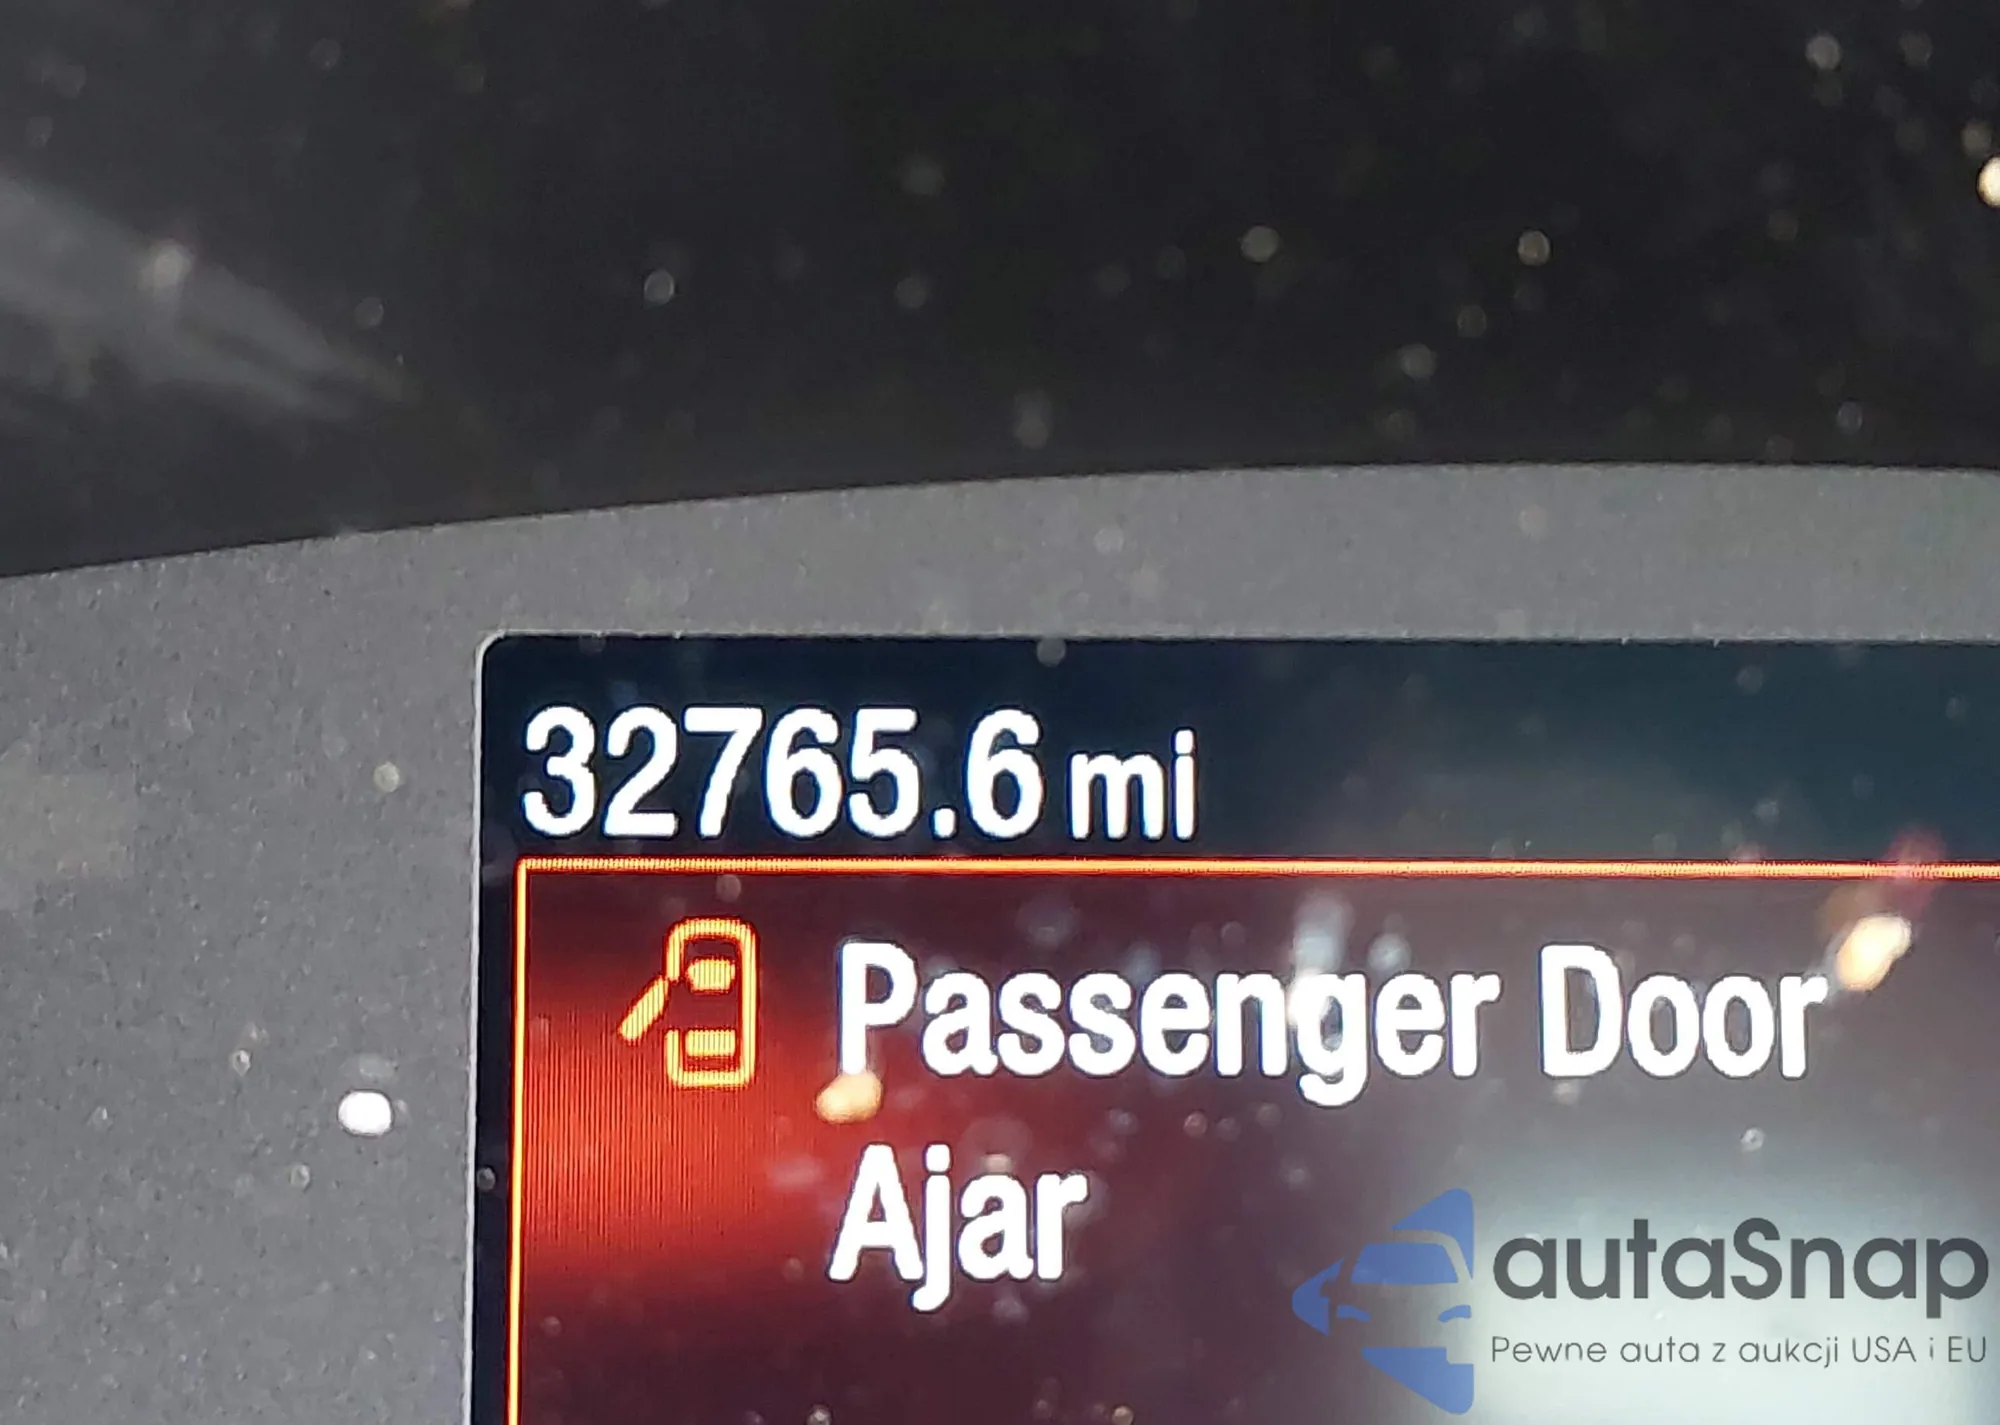 32765.6 mi
Passenger Door
Ajar
autaSnap
Pewne auta z aukcji USA i EU